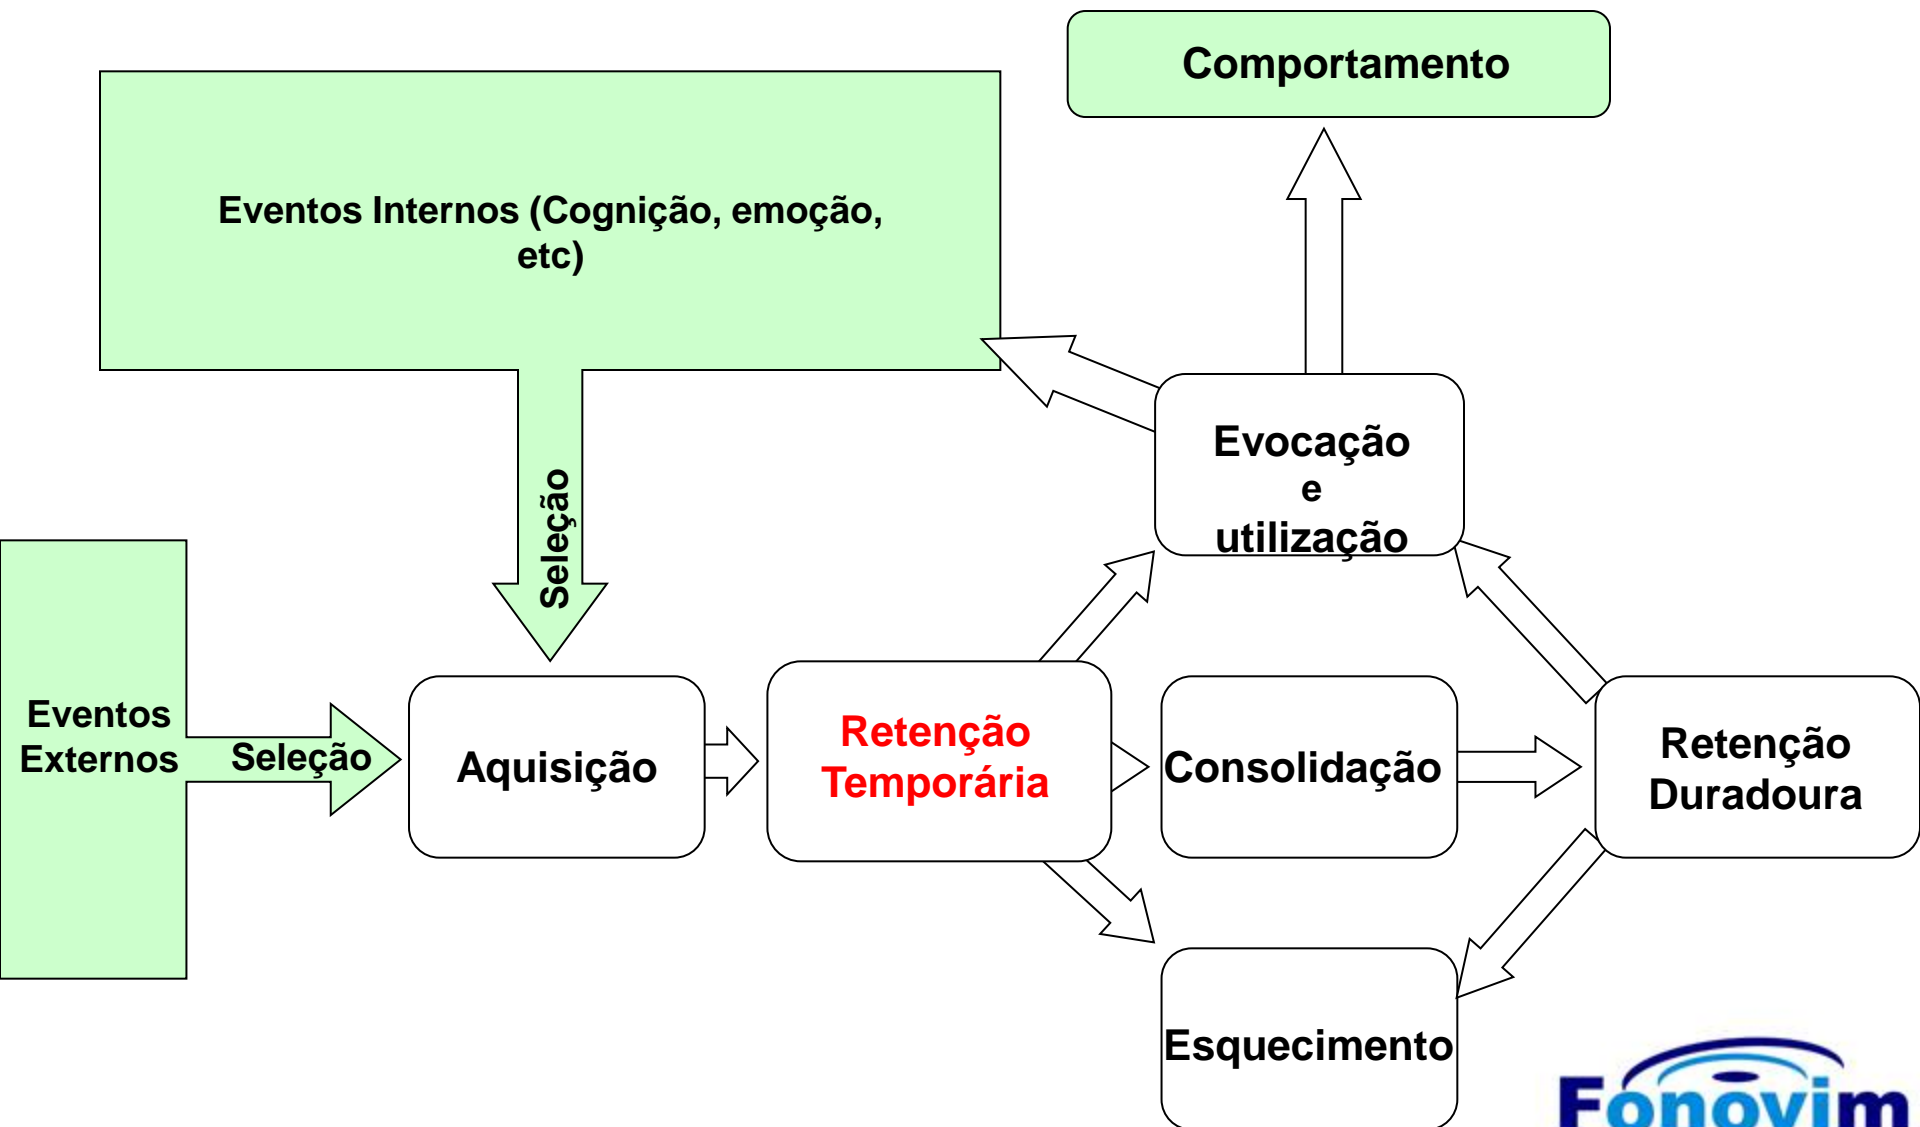 Comportamento
Eventos Internos (Cognição, emoção,
etc)
Seleção
Evocação
e
utilização
Eventos
Externos
Seleção
Aquisição
Retenção
Temporária
Consolidação
Retenção
Duradoura
Esquecimento
Fonovim